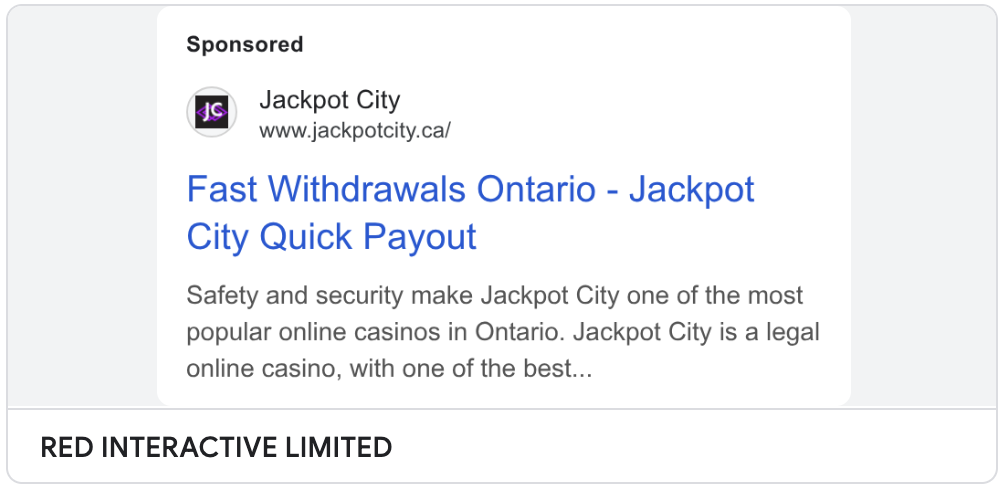 Sponsored
JC
Jackpot City
www.jackpotcity.ca/
Fast Withdrawals Ontario - Jackpot
City Quick Payout
Safety and security make Jackpot City one of the most
popular online casinos in Ontario. Jackpot City is a legal
online casino, with one of the best...
RED INTERACTIVE LIMITED